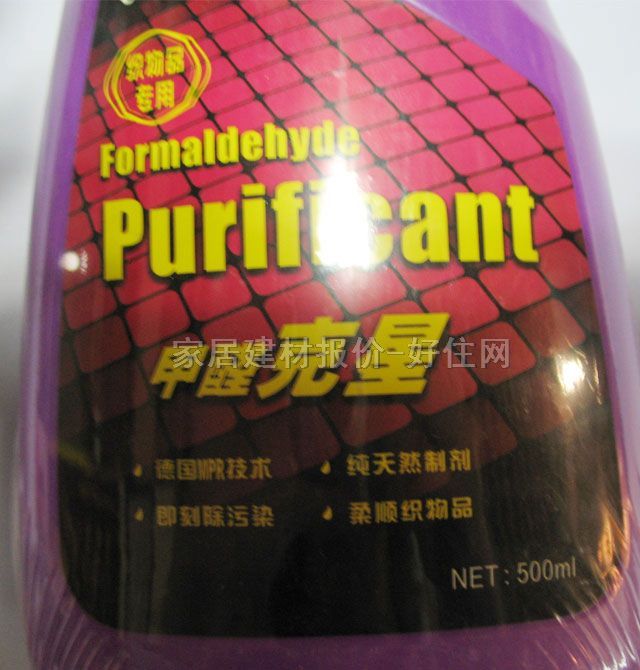 织物品
专用
Formaldehyde
Purificant
甲醛克星
家居建材报价-好住网
德国WPR技术 纯天然制剂
即刻除污染 柔顺织物品
NET: 500ml